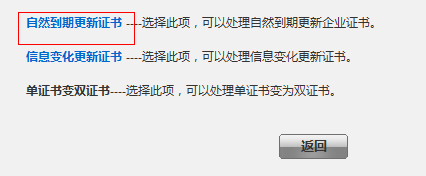 自然到期更新证书 ----选择此项，可以处理自然到期更新企业证书。
信息变化更新证书 ----选择此项，可以处理信息变化更新证书。
单证书变双证书----选择此项，可以处理单证书变为双证书。
返回